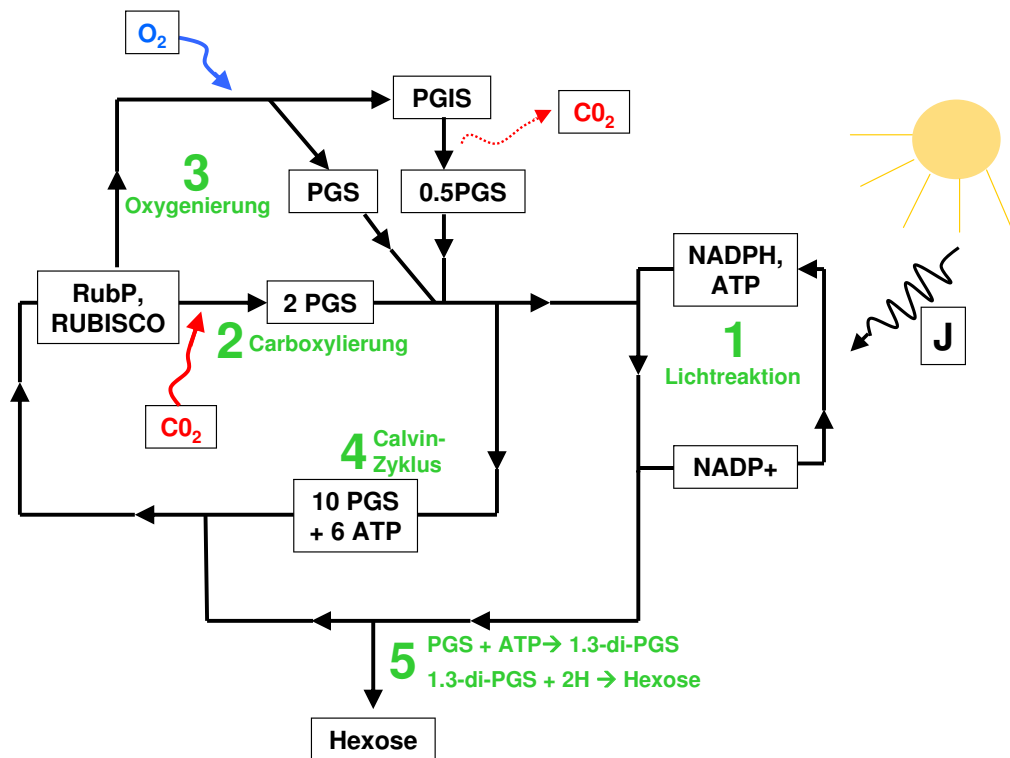 O2
PGIS
C02
3
Oxygenierung
PGS
0.5PGS
NADPH,
ATP
RubP,
RUBISCO
2 PGS
2 Carboxylierung
1
Lichtreaktion
J
C02
4 Calvin-
Zyklus
NADP+
10 PGS
+ 6 ATP
5 PGS + ATP→ 1.3-di-PGS
1.3-di-PGS + 2H → Hexose
Hexose